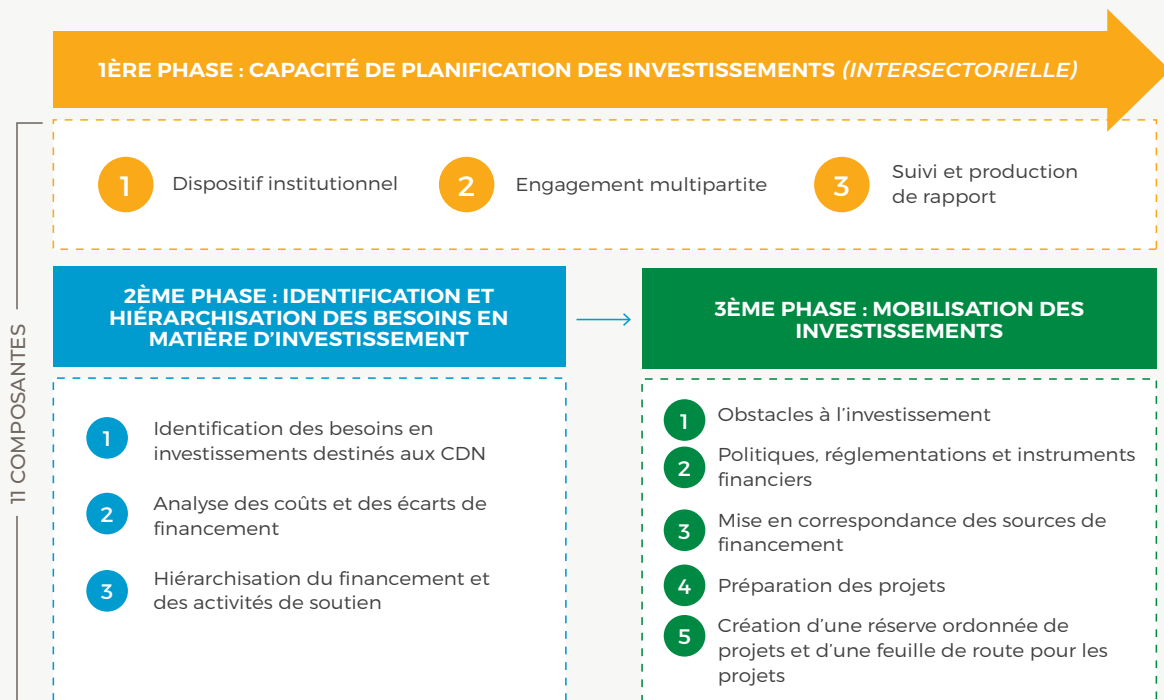 1ÈRE PHASE : CAPACITÉ DE PLANIFICATION DES INVESTISSEMENTS (INTERSECTORIELLE)
11 COMPOSANTES
1
Dispositif institutionnel
2
Engagement multipartite
3
Suivi et production
de rapport
2ÈME PHASE : IDENTIFICATION ET
HIÉRARCHISATION DES BESOINS EN
MATIÈRE D’INVESTISSEMENT
1
Identification des besoins en
investissements destinés aux CDN
2
Analyse des coûts et des écarts de
financement
3
Hiérarchisation du financement et
des activités de soutien
3ÈME PHASE : MOBILISATION DES
INVESTISSEMENTS
1
Obstacles à l’investissement
2
Politiques, réglementations et instruments
financiers
3
Mise en correspondance des sources de
financement
4
Préparation des projets
5
Création d’une réserve ordonnée de
projets et d’une feuille de route pour les
projets